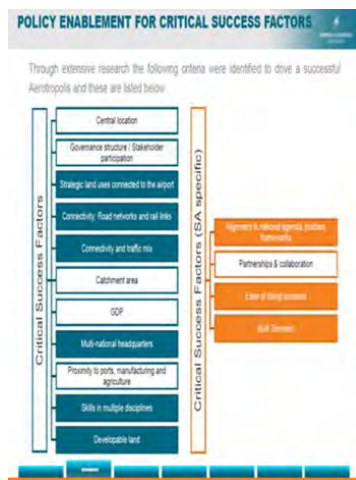 POLICY ENABLEMENT FOR CRITICAL SUCCESS FACTORS
Through extensive research the following criteria were identified to drive a successful
Aerotropolis and these are listed below
Critical Success Factors
Central location
Governance structure / Stakeholder
participation
Strategic land uses connected to the airport
Connectivity: Road networks and rail links
Connectivity and traffic mix
Catchment area
GDP
Multi-national headquarters
Proximity to ports, manufacturing and
agriculture
Skills in multiple disciplines
Developable land
Critical Success Factors (SA specific)
Alignment to national agenda, policies,
frameworks
Partnerships & collaboration
Ease of doing business
Bulk Services